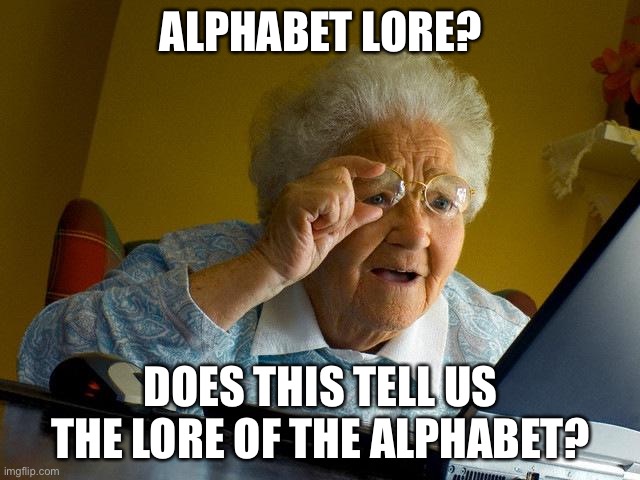 ALPHABET LORE?
DOES THIS TELL US
THE LORE OF THE ALPHABET?
imgflip.com